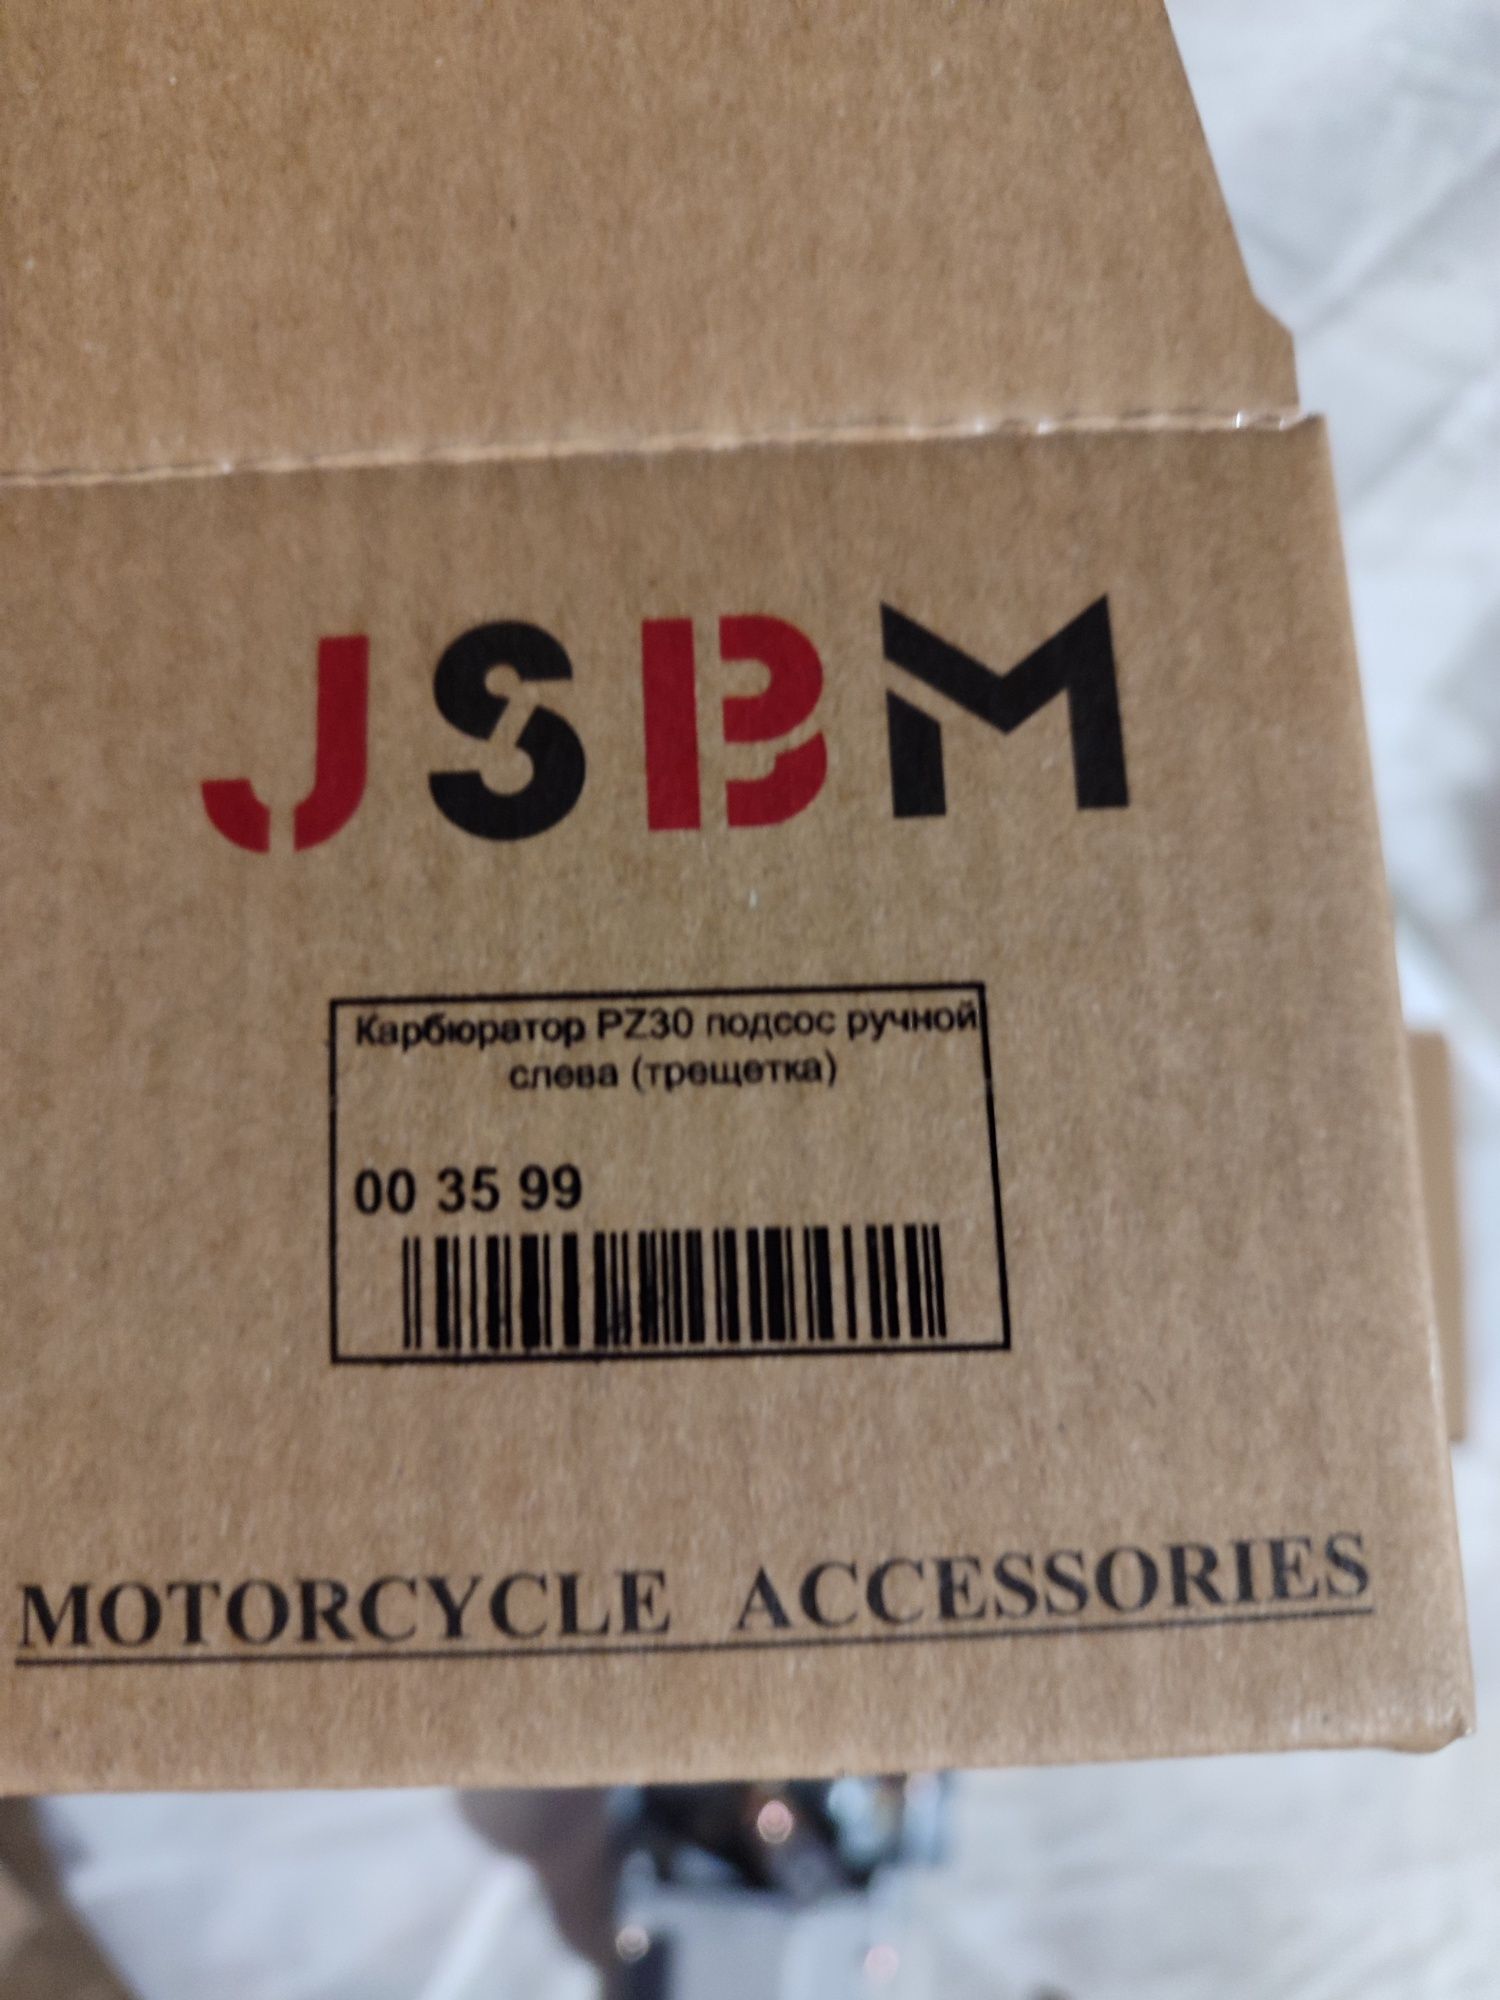 JSBM
Карбюратор PZ30 подсос ручной
слева (трещетка)
00 35 99
MOTORCYCLE ACCESSORIES